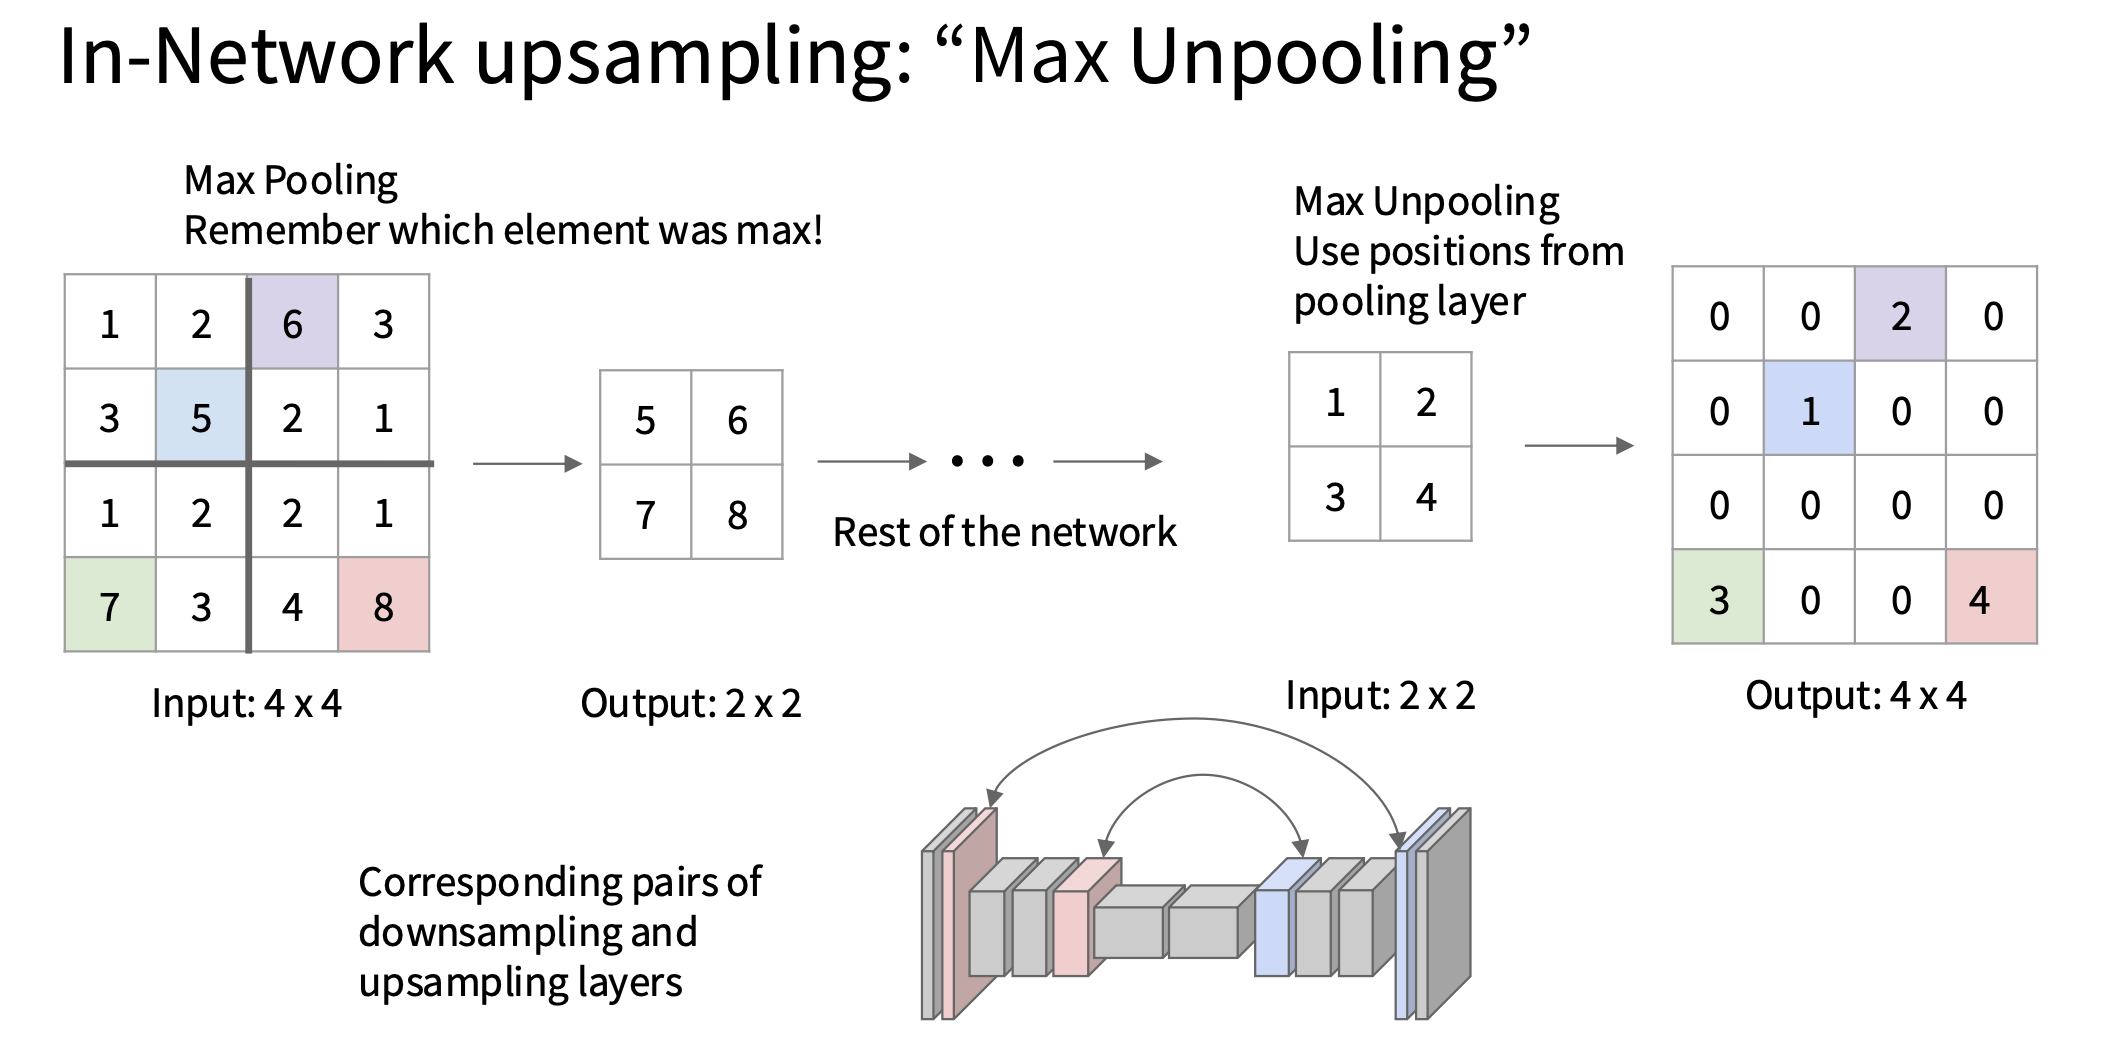 In-Network upsampling: “Max Unpooling”
Max Pooling
Remember which element was max!
1 2 6 3
3 5 2 1
1 2 2 1
7 3 4 8
Input: 4 x 4
5 6
7 8
Output: 2 x 2
• • •
Rest of the network
Max Unpooling
Use positions from
pooling layer
1 2
3 4
Input: 2 x 2
0 0 2 0
0 1 0 0
0 0 0 0
3 0 0 4
Output: 4 x 4
Corresponding pairs of
downsampling and
upsampling layers